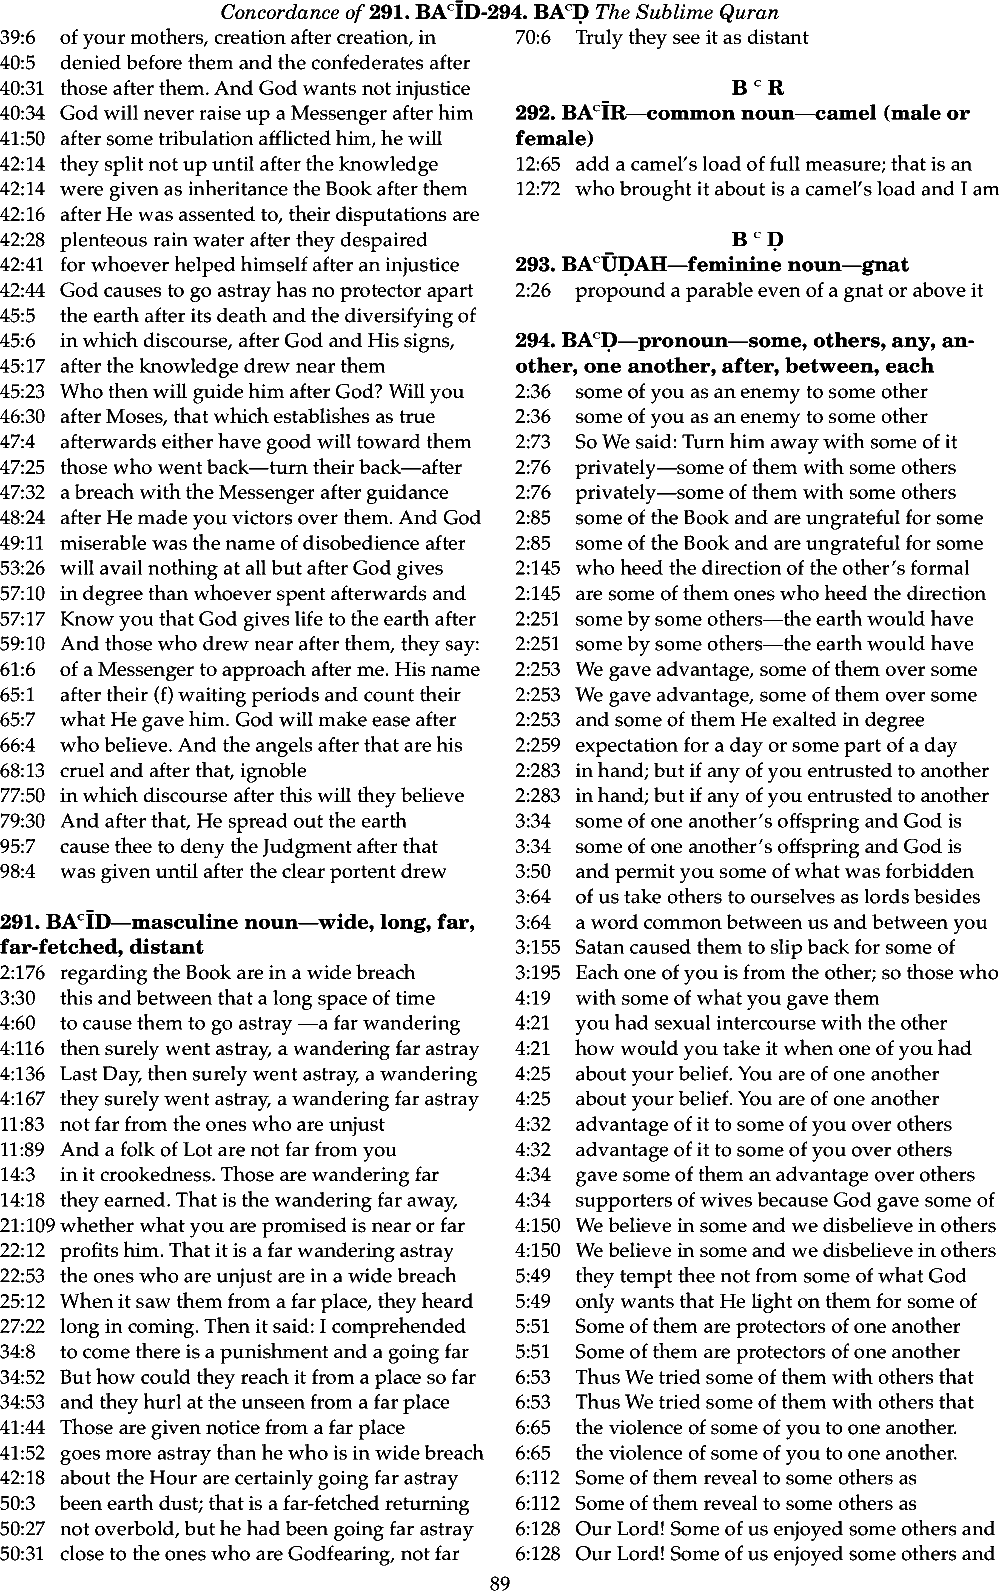 Concordance of 291. BAᶜĪD-294. BAᶜḌ The Sublime Quran
39:6 of your mothers, creation after creation, in
40:5 denied before them and the confederates after
40:31 those after them. And God wants not injustice
40:34 God will never raise up a Messenger after him
41:50 after some tribulation afflicted him, he will
42:14 they split not up until after the knowledge
42:14 were given as inheritance the Book after them
42:16 after He was assented to, their disputations are
42:28 plenteous rain water after they despaired
42:41 for whoever helped himself after an injustice
42:44 God causes to go astray has no protector apart
45:5 the earth after its death and the diversifying of
45:6 in which discourse, after God and His signs,
45:17 after the knowledge drew near them
45:23 Who then will guide him after God? Will you
46:30 after Moses, that which establishes as true
47:4 afterwards either have good will toward them
47:25 those who went back—turn their back—after
47:32 a breach with the Messenger after guidance
48:24 after He made you victors over them. And God
49:11 miserable was the name of disobedience after
53:26 will avail nothing at all but after God gives
57:10 in degree than whoever spent afterwards and
57:17 Know you that God gives life to the earth after
59:10 And those who drew near after them, they say:
61:6 of a Messenger to approach after me. His name
65:1 after their (f) waiting periods and count their
65:7 what He gave him. God will make ease after
66:4 who believe. And the angels after that are his
68:13 cruel and after that, ignoble
77:50 in which discourse after this will they believe
79:30 And after that, He spread out the earth
95:7 cause thee to deny the Judgment after that
98:4 was given until after the clear portent drew
291. BAᶜĪD—masculine noun—wide, long, far,
far-fetched, distant
2:176 regarding the Book are in a wide breach
3:30 this and between that a long space of time
4:60 to cause them to go astray —a far wandering
4:116 then surely went astray, a wandering far astray
4:136 Last Day, then surely went astray, a wandering
4:167 they surely went astray, a wandering far astray
11:83 not far from the ones who are unjust
11:89 And a folk of Lot are not far from you
14:3 in it crookedness. Those are wandering far
14:18 they earned. That is the wandering far away,
21:109 whether what you are promised is near or far
22:12 profits him. That it is a far wandering astray
22:53 the ones who are unjust are in a wide breach
25:12 When it saw them from a far place, they heard
27:22 long in coming. Then it said: I comprehended
34:8 to come there is a punishment and a going far
34:52 But how could they reach it from a place so far
34:53 and they hurl at the unseen from a far place
41:44 Those are given notice from a far place
41:52 goes more astray than he who is in wide breach
42:18 about the Hour are certainly going far astray
50:3 been earth dust; that is a far-fetched returning
50:27 not overbold, but he had been going far astray
50:31 close to the ones who are Godfearing, not far
70:6 Truly they see it as distant
B ᶜ R
292. BAᶜĪR—common noun—camel (male or
female)
12:65 add a camel's load of full measure; that is an
12:72 who brought it about is a camel's load and I am
B ᶜ Ḍ
293. BAᶜŪḌAH—feminine noun—gnat
2:26 propound a parable even of a gnat or above it
294. BAᶜḌ—pronoun—some, others, any, an-
other, one another, after, between, each
2:36 some of you as an enemy to some other
2:36 some of you as an enemy to some other
2:73 So We said: Turn him away with some of it
2:76 privately—some of them with some others
2:76 privately—some of them with some others
2:85 some of the Book and are ungrateful for some
2:85 some of the Book and are ungrateful for some
2:145 who heed the direction of the other's formal
2:145 are some of them ones who heed the direction
2:251 some by some others—the earth would have
2:251 some by some others—the earth would have
2:253 We gave advantage, some of them over some
2:253 We gave advantage, some of them over some
2:253 and some of them He exalted in degree
2:259 expectation for a day or some part of a day
2:283 in hand; but if any of you entrusted to another
2:283 in hand; but if any of you entrusted to another
3:34 some of one another's offspring and God is
3:34 some of one another's offspring and God is
3:50 and permit you some of what was forbidden
3:64 of us take others to ourselves as lords besides
3:64 a word common between us and between you
3:155 Satan caused them to slip back for some of
3:195 Each one of you is from the other; so those who
4:19 with some of what you gave them
4:21 you had sexual intercourse with the other
4:21 how would you take it when one of you had
4:25 about your belief. You are of one another
4:25 about your belief. You are of one another
4:32 advantage of it to some of you over others
4:32 advantage of it to some of you over others
4:34 gave some of them an advantage over others
4:34 supporters of wives because God gave some of
4:150 We believe in some and we disbelieve in others
4:150 We believe in some and we disbelieve in others
5:49 they tempt thee not from some of what God
5:49 only wants that He light on them for some of
5:51 Some of them are protectors of one another
5:51 Some of them are protectors of one another
6:53 Thus We tried some of them with others that
6:53 Thus We tried some of them with others that
6:65 the violence of some of you to one another.
6:65 the violence of some of you to one another.
6:112 Some of them reveal to some others as
6:112 Some of them reveal to some others as
6:128 Our Lord! Some of us enjoyed some others and
6:128 Our Lord! Some of us enjoyed some others and
89